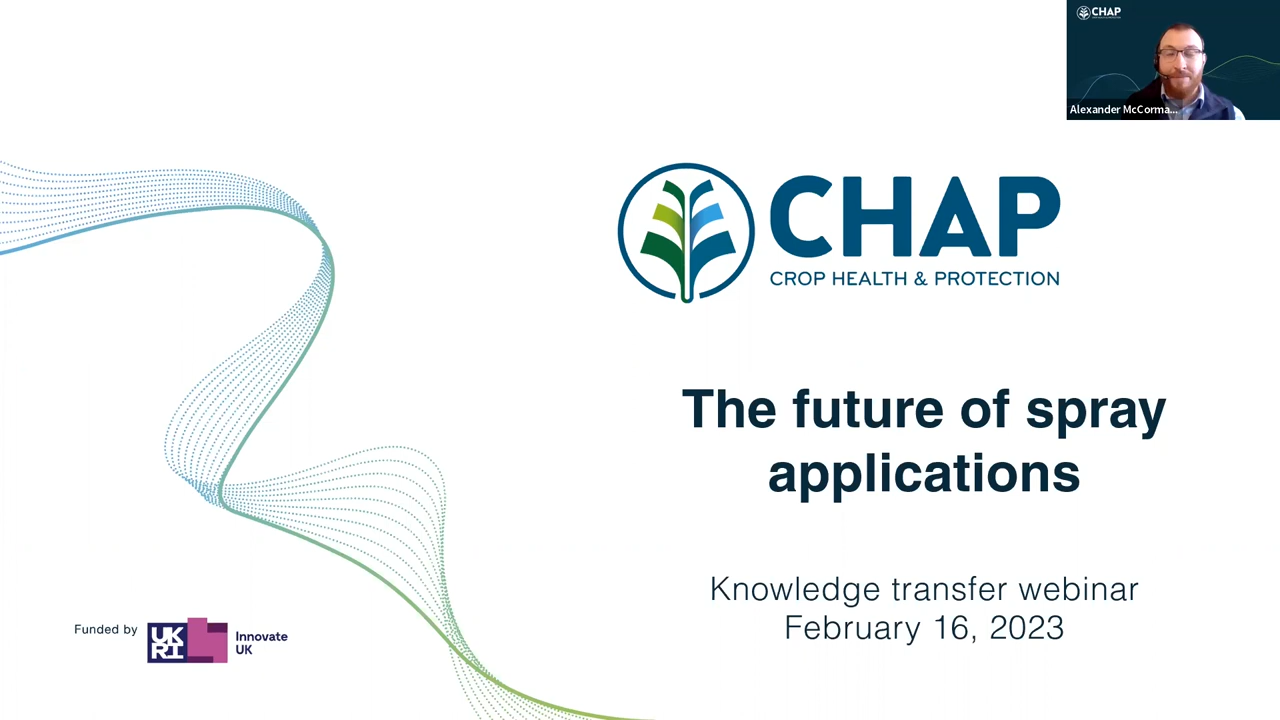 CHAP
Alexander McCorma...
CHAP
CROP HEALTH & PROTECTION
The future of spray
applications
Knowledge transfer webinar
February 16, 2023
Funded by
UK
RI
Innovate
UK